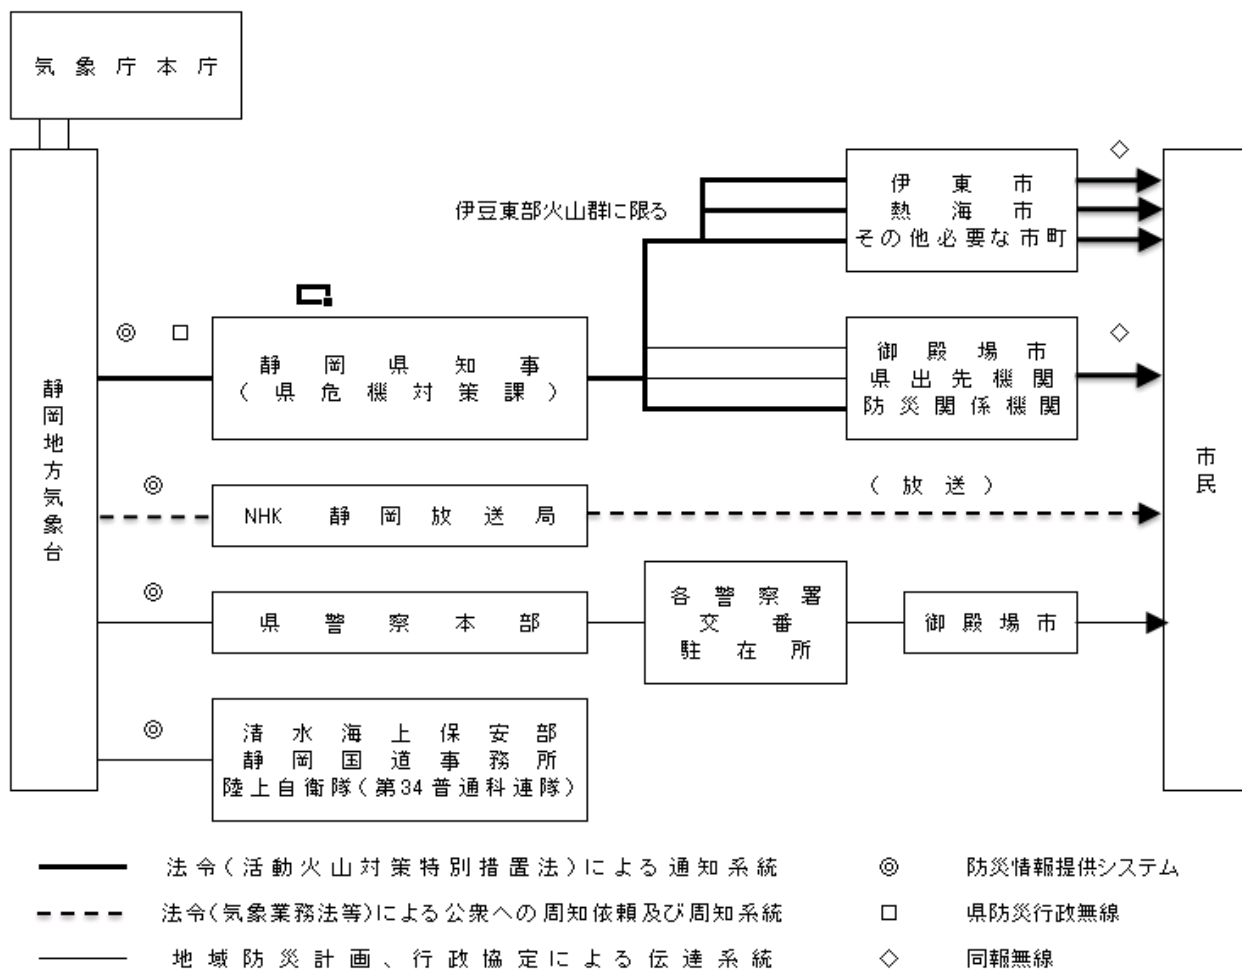 気象庁本庁
静岡地方気象台
伊豆東部火山群に限る
伊東市
熱海市
その他必要な市町
◇
◎ □
静岡県知事
(県危機対策課)
御殿場市
県出先機関
防災関係機関
◇
市民
◎
NHK 静岡放送局
(放送)
◎
県警察本部
各警察署
交番
駐在所
御殿場市
◎
清水海上保安部
静岡国道事務所
陸上自衛隊(第34普通科連隊)
法令(活動火山対策特別措置法)による通知系統
◎ 防災情報提供システム
法令(気象業務法等)による公衆への周知依頼及び周知系統
□ 県防災行政無線
地域防災計画、行政協定による伝達系統
◇ 同報無線